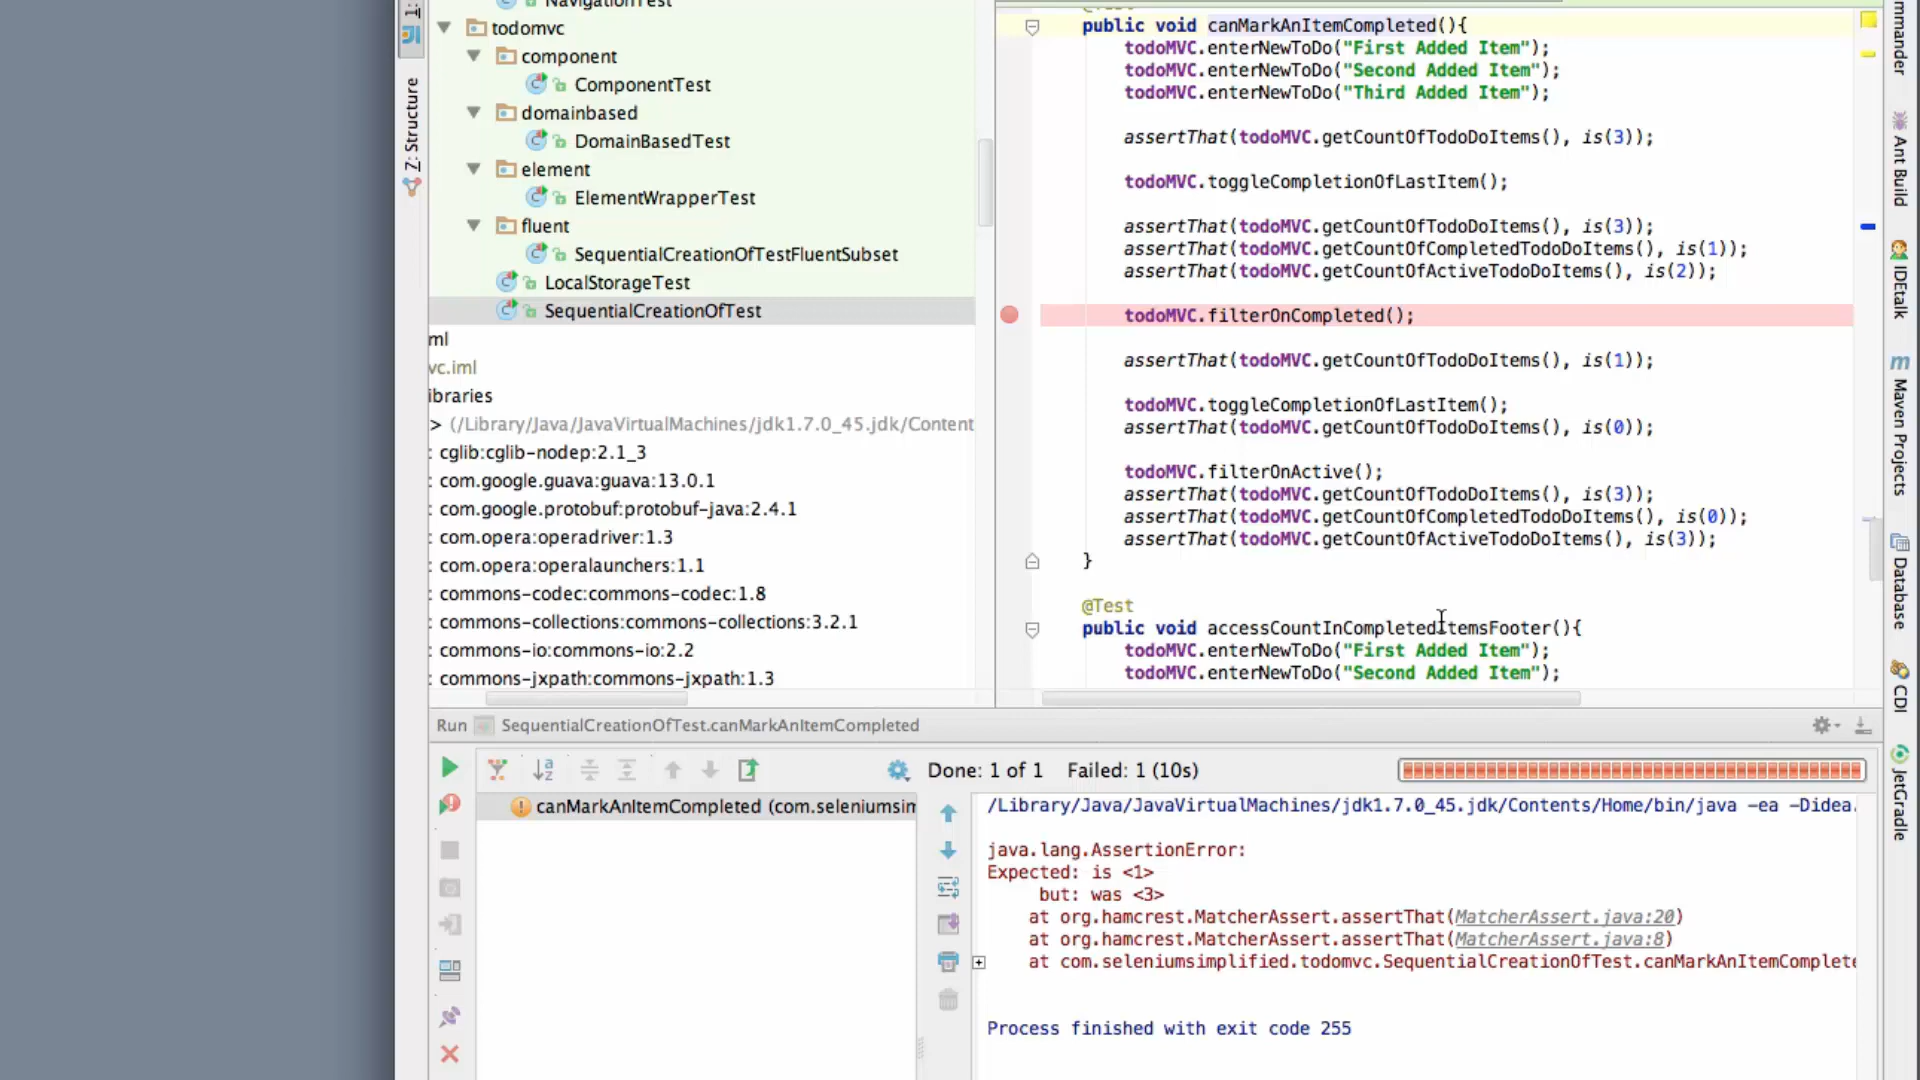 NavigationTest
todomvc
component
ComponentTest
domainbased
DomainBasedTest
element
ElementWrapperTest
fluent
SequentialCreationOfTestFluentSubset
LocalStorageTest
SequentialCreationOfTest
ml
vc.iml
ibraries
> (/Library/Java/JavaVirtualMachines/jdk1.7.0_45.jdk/Content
: cglib:cglib-nodep:2.1_3
: com.google.guava:guava:13.0.1
: com.google.protobuf:protobuf-java:2.4.1
: com.opera:operadriver:1.3
: com.opera:operalaunchers:1.1
: commons-codec:commons-codec:1.8
: commons-collections:commons-collections:3.2.1
: commons-io:commons-io:2.2
: commons-jxpath:commons-jxpath:1.3
1:
Z: Structure
public void canMarkAnItemCompleted(){
todoMVC.enterNewToDo("First Added Item");
todoMVC.enterNewToDo("Second Added Item");
todoMVC.enterNewToDo("Third Added Item");
assertThat(todoMVC.getCountOfTodoDoItems(), is(3));
todoMVC.toggleCompletionOfLastItem();
assertThat(todoMVC.getCountOfTodoDoItems(), is(3));
assertThat(todoMVC.getCountOfCompletedTodoDoItems(), is(1));
assertThat(todoMVC.getCountOfActiveTodoDoItems(), is(2));
todoMVC.filterOnCompleted();
assertThat(todoMVC.getCountOfTodoDoItems(), is(1));
todoMVC.toggleCompletionOfLastItem();
assertThat(todoMVC.getCountOfTodoDoItems(), is(0));
todoMVC.filterOnActive();
assertThat(todoMVC.getCountOfTodoDoItems(), is(3));
assertThat(todoMVC.getCountOfCompletedTodoDoItems(), is(0));
assertThat(todoMVC.getCountOfActiveTodoDoItems(), is(3));
}
@Test
public void accessCountInCompletedItemsFooter(){
todoMVC.enterNewToDo("First Added Item");
todoMVC.enterNewToDo("Second Added Item");
mmander
Ant Build
IDEtalk
Maven Projects
Database
CDI
JetGradle
Run SequentialCreationOfTest.canMarkAnItemCompleted
Done: 1 of 1 Failed: 1 (10s)
canMarkAnItemCompleted (com.seleniumsim
/Library/Java/JavaVirtualMachines/jdk1.7.0_45.jdk/Contents/Home/bin/java -ea -Didea.
java.lang.AssertionError:
Expected: is <1>
but: was <3>
at org.hamcrest.MatcherAssert.assertThat(MatcherAssert.java:20)
at org.hamcrest.MatcherAssert.assertThat(MatcherAssert.java:8)
at com.seleniumsimplified.todomvc.SequentialCreationOfTest.canMarkAnItemComplete
Process finished with exit code 255